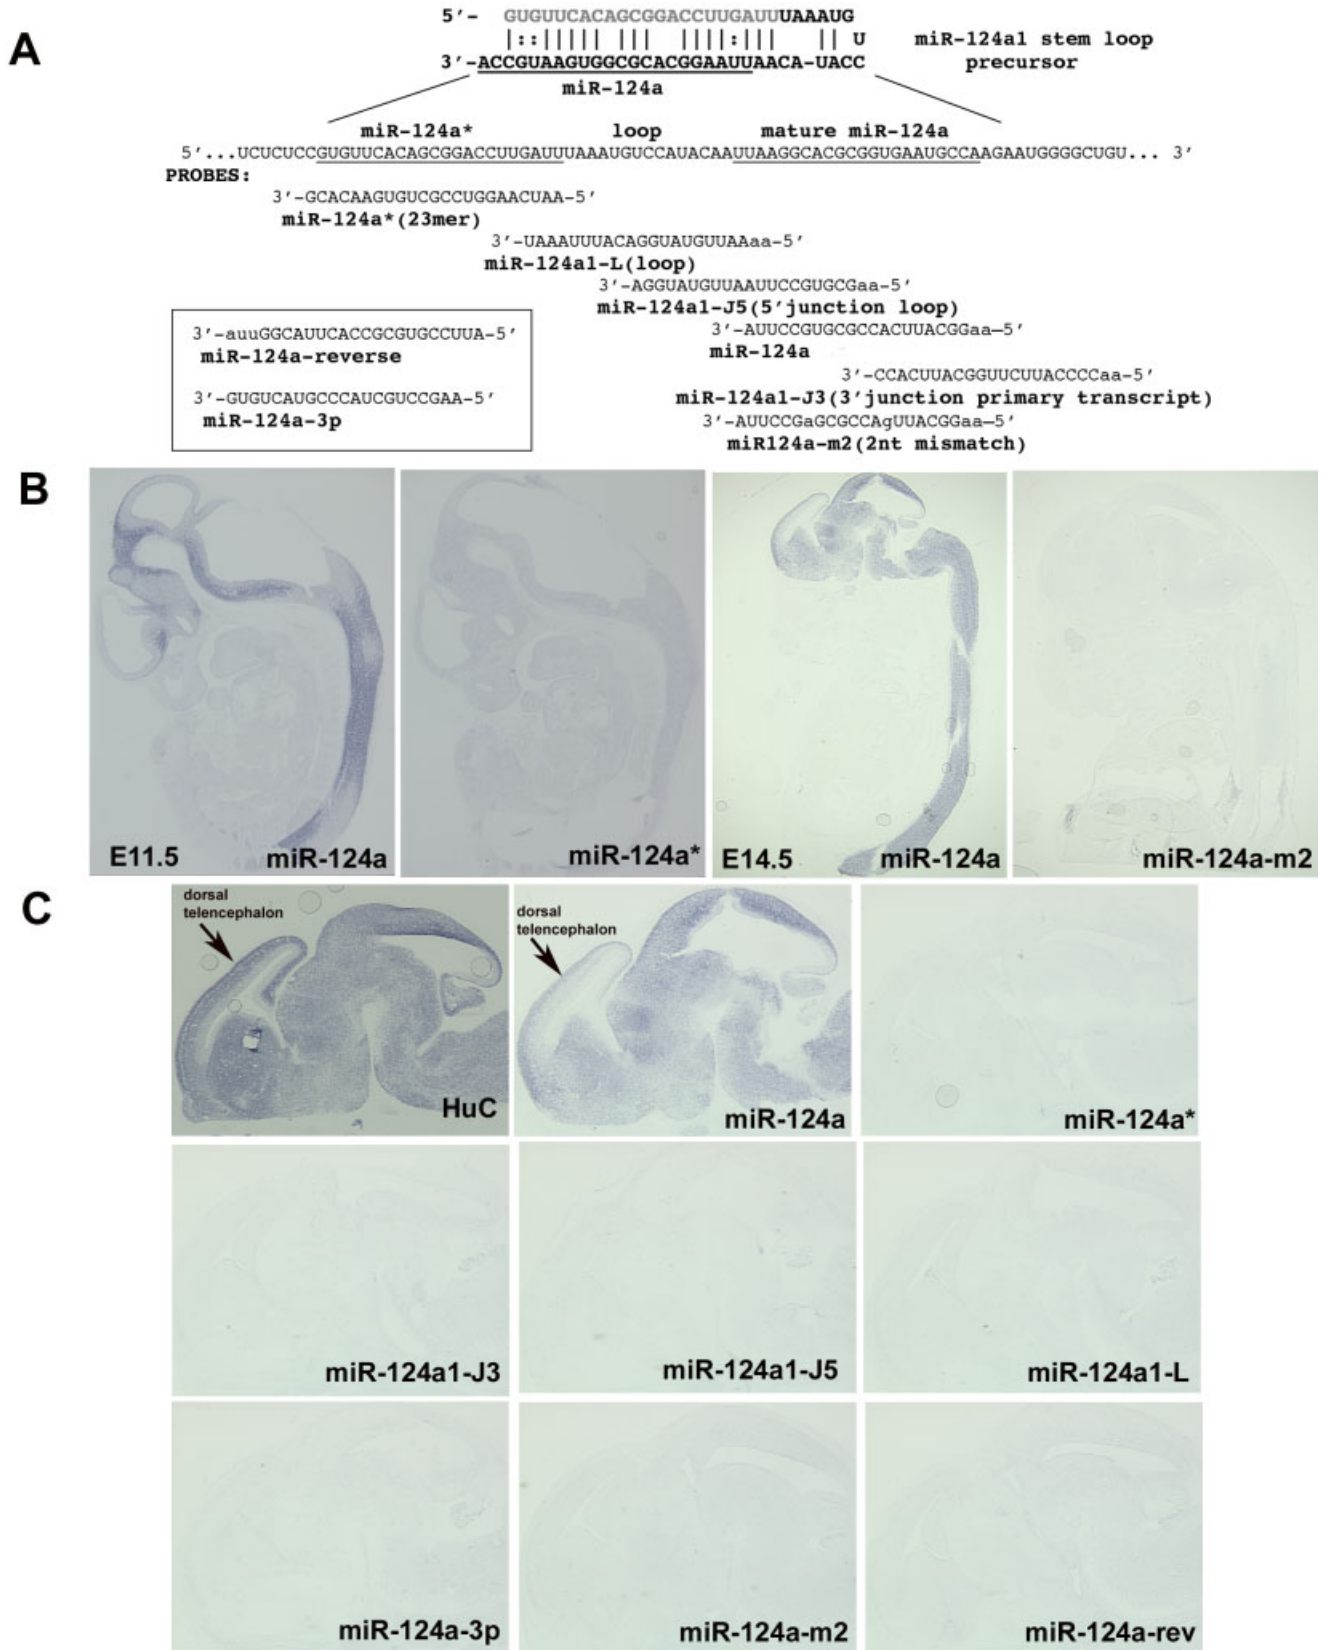 A
5'- GUGUUCACAGCGGACCUUGAUUUAAAUG
|::||||| ||| ||||:||| || U
miR-124a1 stem loop
precursor
3'-ACCGUAAGUGGCGCACGGAAUUAACA-UACC
miR-124a
miR-124a* loop mature miR-124a
5'...UCUCUCCGUGUUCACAGCGGACCUUGAUUUAAAUGUCCAUACAAUUAAGGCACGCGGUGAAUGCCAAGAAUGGGGCUGU... 3'
PROBES:
3'-GCACAAGUGUCGCCUGGAACUAA-5'
miR-124a*(23mer)
3'-UAAAUUUACAGGUAUGUUAAaa-5'
miR-124a1-L(loop)
3'-AGGUAUGUUAAUUCCGUGCGaa-5'
miR-124a1-J5(5'junction loop)
3'-AUUCCGUGCGCCACUUACGGaa-5'
miR-124a
3'-CCACUUACGGUUCUUACCCCaa-5'
miR-124a1-J3(3'junction primary transcript)
3'-AUUCCGaGCGCCAgUUACGGaa-5'
miR124a-m2(2nt mismatch)
3'-auuGGCAUUCACCGCGUGCCUUA-5'
miR-124a-reverse
3'-GUGUCAUGCCCAUCGUCCGAA-5'
miR-124a-3p
B
E11.5 miR-124a
miR-124a*
E14.5 miR-124a
miR-124a-m2
C
dorsal
telencephalon
HuC
dorsal
telencephalon
miR-124a
miR-124a*
miR-124a1-J3
miR-124a1-J5
miR-124a1-L
miR-124a-3p
miR-124a-m2
miR-124a-rev